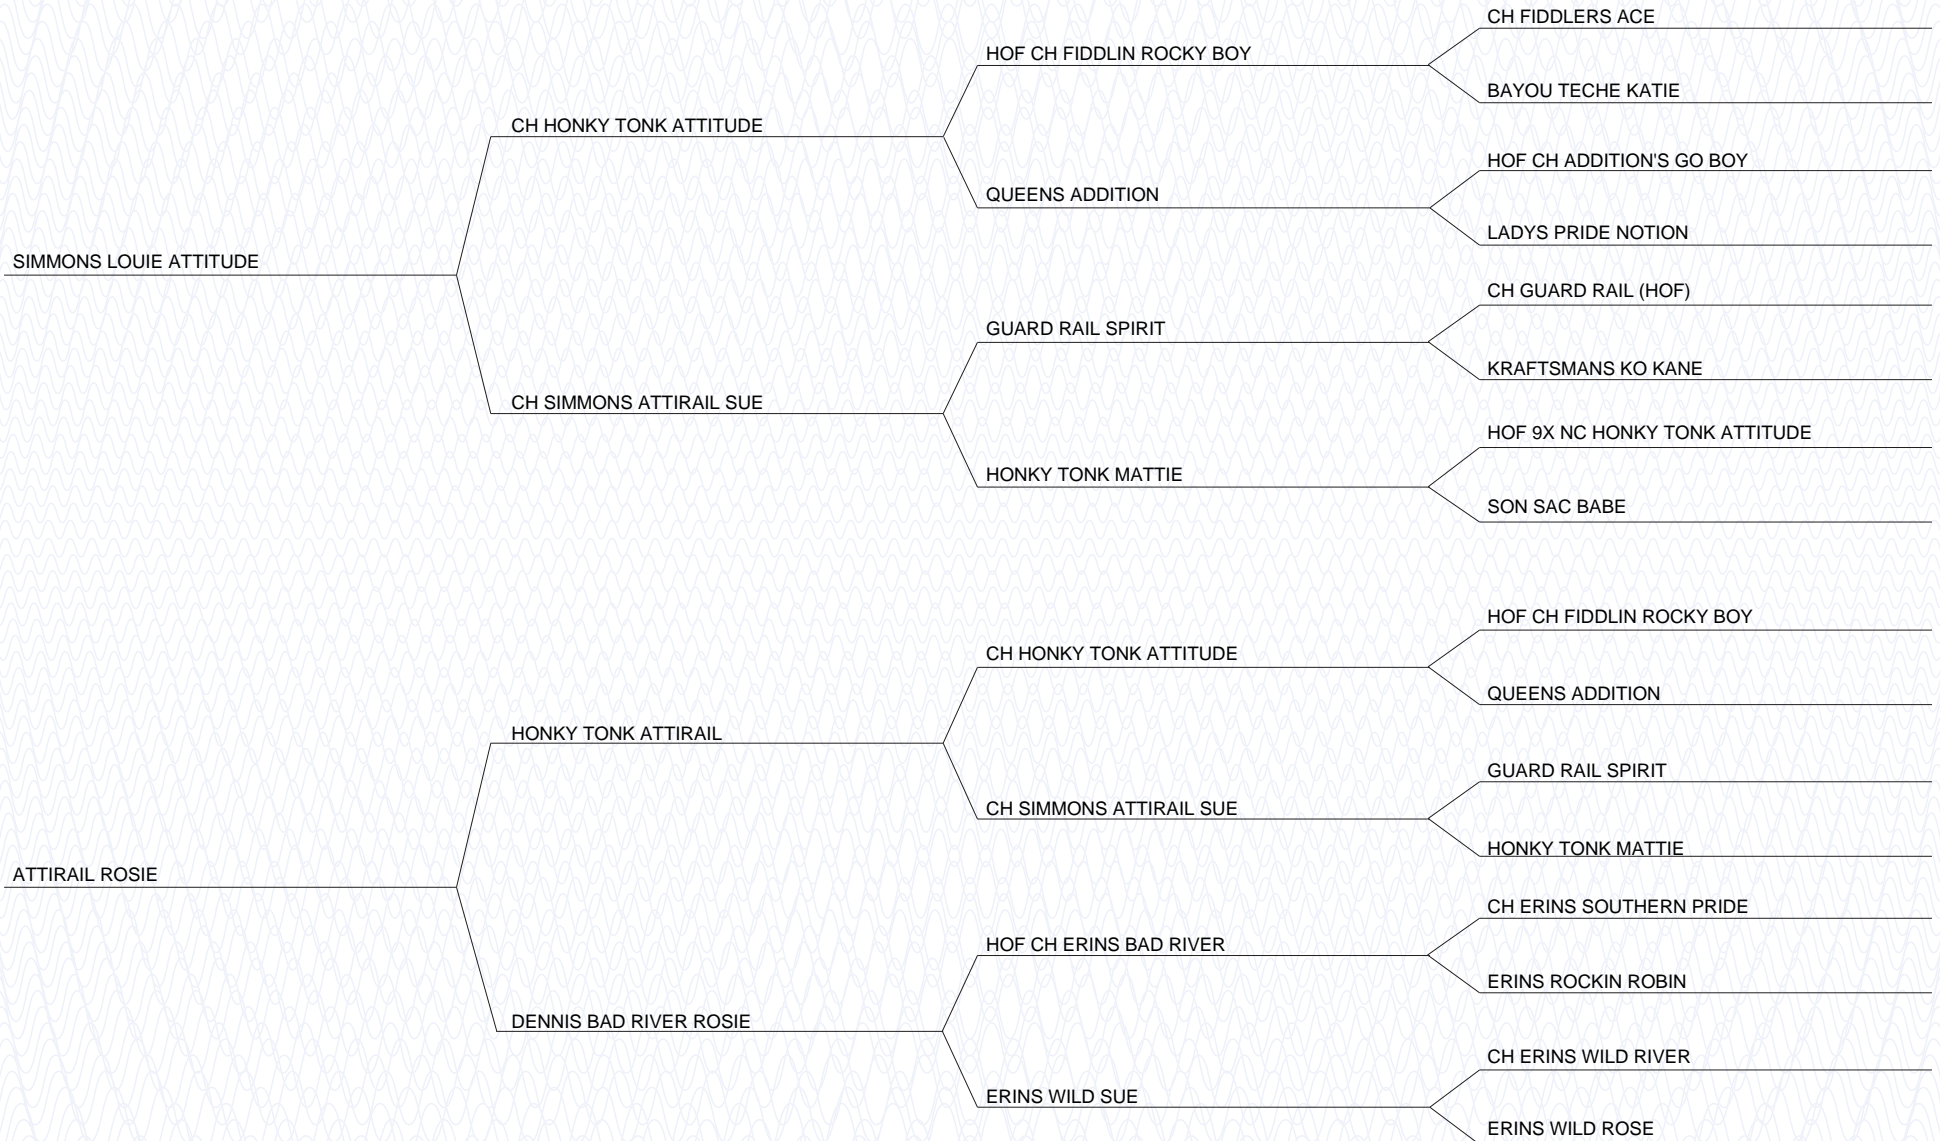 CH FIDDLERS ACE
HOF CH FIDDLIN ROCKY BOY
BAYOU TECHE KATIE
CH HONKY TONK ATTITUDE
HOF CH ADDITION'S GO BOY
QUEENS ADDITION
LADYS PRIDE NOTION
SIMMONS LOUIE ATTITUDE
CH GUARD RAIL (HOF)
GUARD RAIL SPIRIT
KRAFTSMANS KO KANE
CH SIMMONS ATTIRAIL SUE
HOF 9X NC HONKY TONK ATTITUDE
HONKY TONK MATTIE
SON SAC BABE
HOF CH FIDDLIN ROCKY BOY
CH HONKY TONK ATTITUDE
QUEENS ADDITION
HONKY TONK ATTIRAIL
GUARD RAIL SPIRIT
CH SIMMONS ATTIRAIL SUE
HONKY TONK MATTIE
ATTIRAIL ROSIE
CH ERINS SOUTHERN PRIDE
HOF CH ERINS BAD RIVER
ERINS ROCKIN ROBIN
DENNIS BAD RIVER ROSIE
CH ERINS WILD RIVER
ERINS WILD SUE
ERINS WILD ROSE